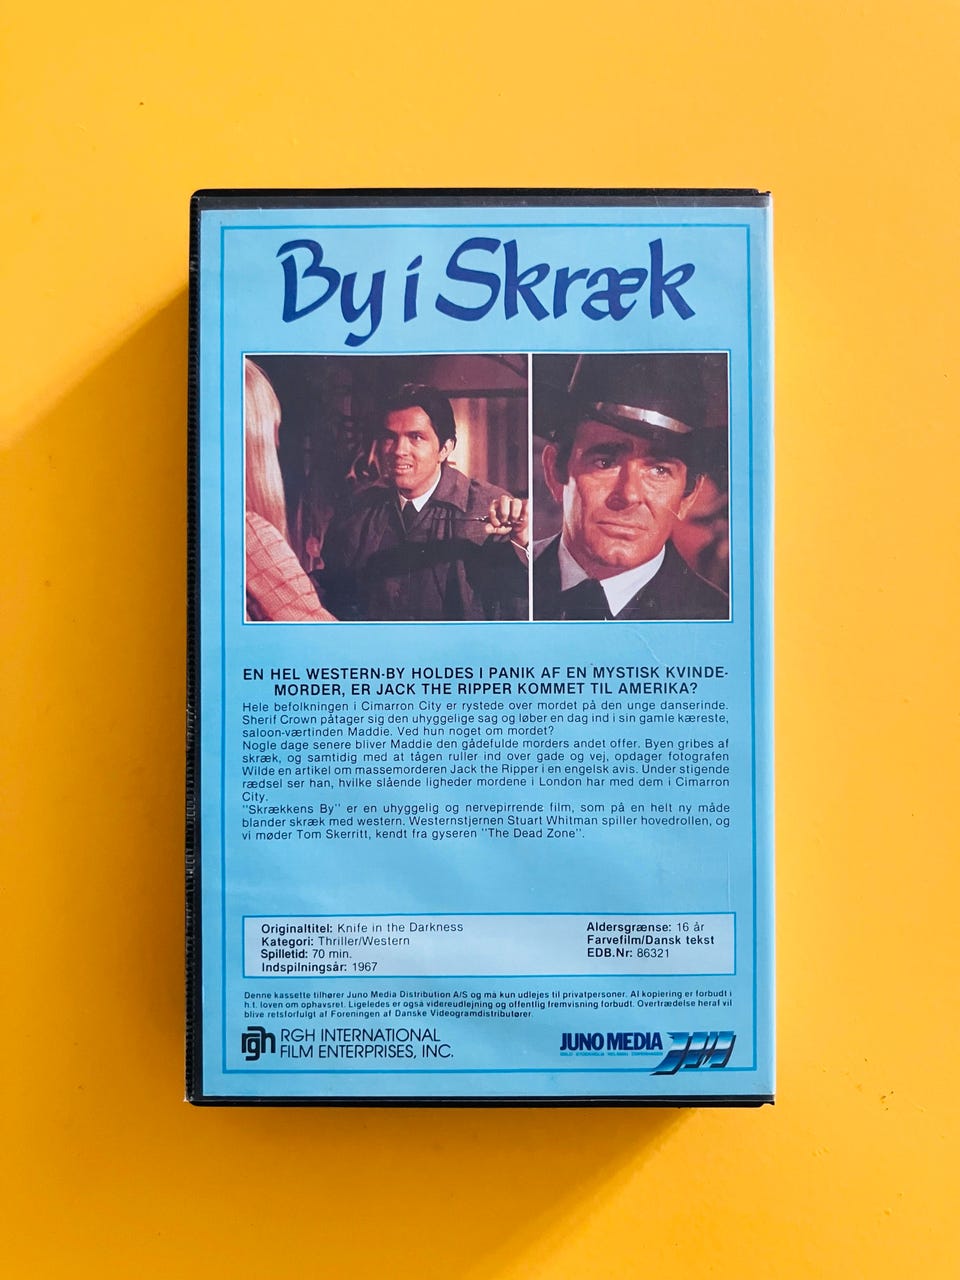 By i Skræk
EN HEL WESTERN-BY HOLDES I PANIK AF EN MYSTISK KVINDE-
MORDER, ER JACK THE RIPPER KOMMET TIL AMERIKA?
Hele befolkningen i Cimarron City er rystede over mordet på den unge danserinde.
Sherif Crown påtager sig den uhyggelige sag og løber en dag ind i sin gamle kæreste,
saloon-værtinden Maddie. Ved hun noget om mordet?
Nogle dage senere bliver Maddie den gådefulde morders andet offer. Byen gribes af
skræk, og samtidig med at tågen ruller ind over gade og vej, opdager fotografen
Wilde en artikel om massemorderen Jack the Ripper i en engelsk avis. Under stigende
rædsel ser han, hvilke slående ligheder mordene i London har med dem i Cimarron
City.
"Skrækkens By" er en uhyggelig og nervepirrende film, som på en helt ny måde
blander skræk med western. Westernstjernen Stuart Whitman spiller hovedrollen, og
vi møder Tom Skerritt, kendt fra gyseren "The Dead Zone".
Originaltitel: Knife in the Darkness
Kategori: Thriller/Western
Spilletid: 70 min.
Indspilningsår: 1967
Aldersgrænse: 16 år
Farvefilm/Dansk tekst
EDB.Nr: 86321
Denne kassette tilhører Juno Media Distribution A/S og må kun udlejes til privatpersoner. Al kopiering er forbudt i
h.t. loven om ophavsret. Ligeledes er også videreudlejning og offentlig fremvisning forbudt. Overtrædelse heraf vil
blive retsforfulgt af Foreningen af Danske Videogramdistributører.
rgh RGH INTERNATIONAL
FILM ENTERPRISES, INC.
JUNO MEDIA
OSLO STOCKHOLM HELSINKI COPENHAGEN